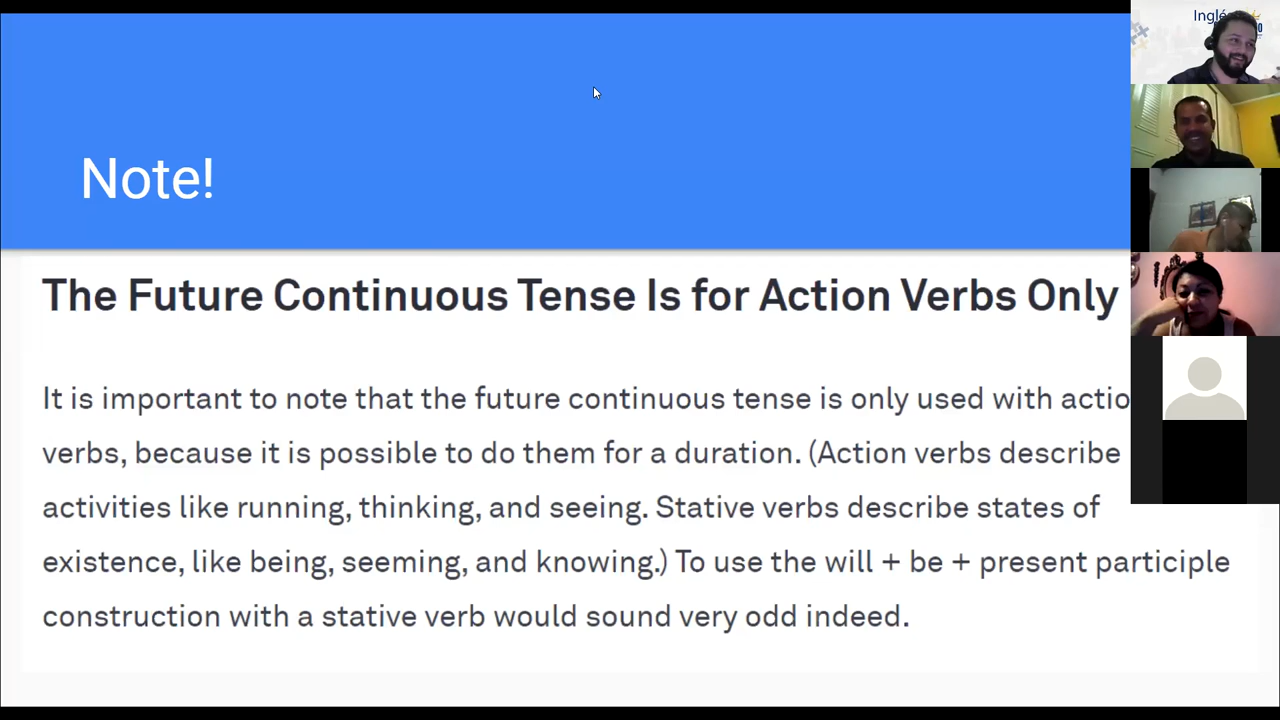 Note!
The Future Continuous Tense Is for Action Verbs Only
It is important to note that the future continuous tense is only used with actio
verbs, because it is possible to do them for a duration. (Action verbs describe
activities like running, thinking, and seeing. Stative verbs describe states of
existence, like being, seeming, and knowing.) To use the will + be + present participle
construction with a stative verb would sound very odd indeed.